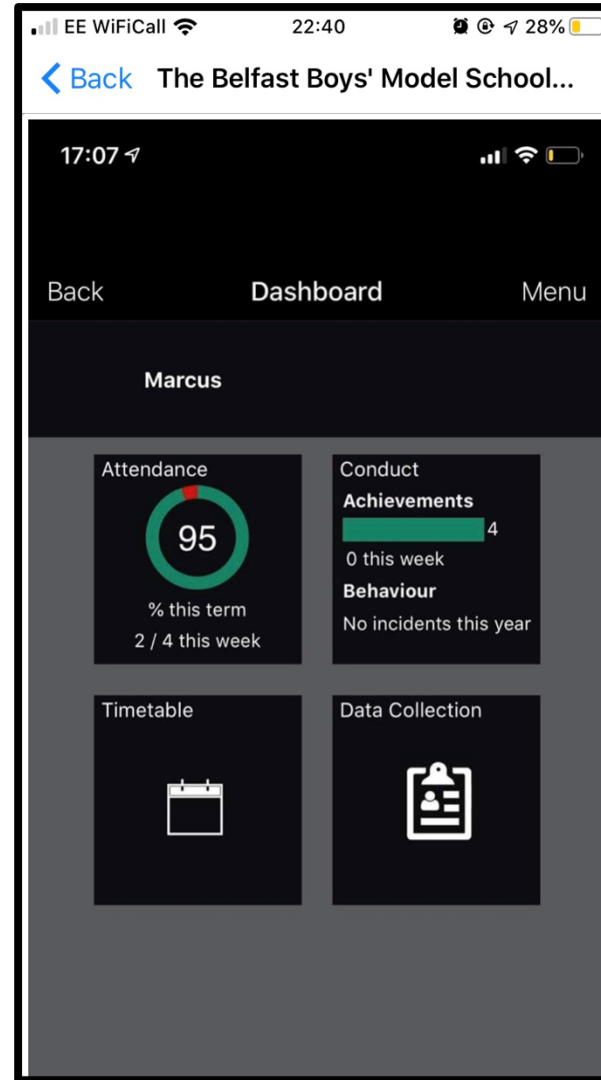 EE WiFiCall 22:40 28%
Back The Belfast Boys' Model School...
17:07
Back Dashboard Menu
Marcus
Attendance
95
% this term
2 / 4 this week
Conduct
Achievements
4
0 this week
Behaviour
No incidents this year
Timetable
Data Collection